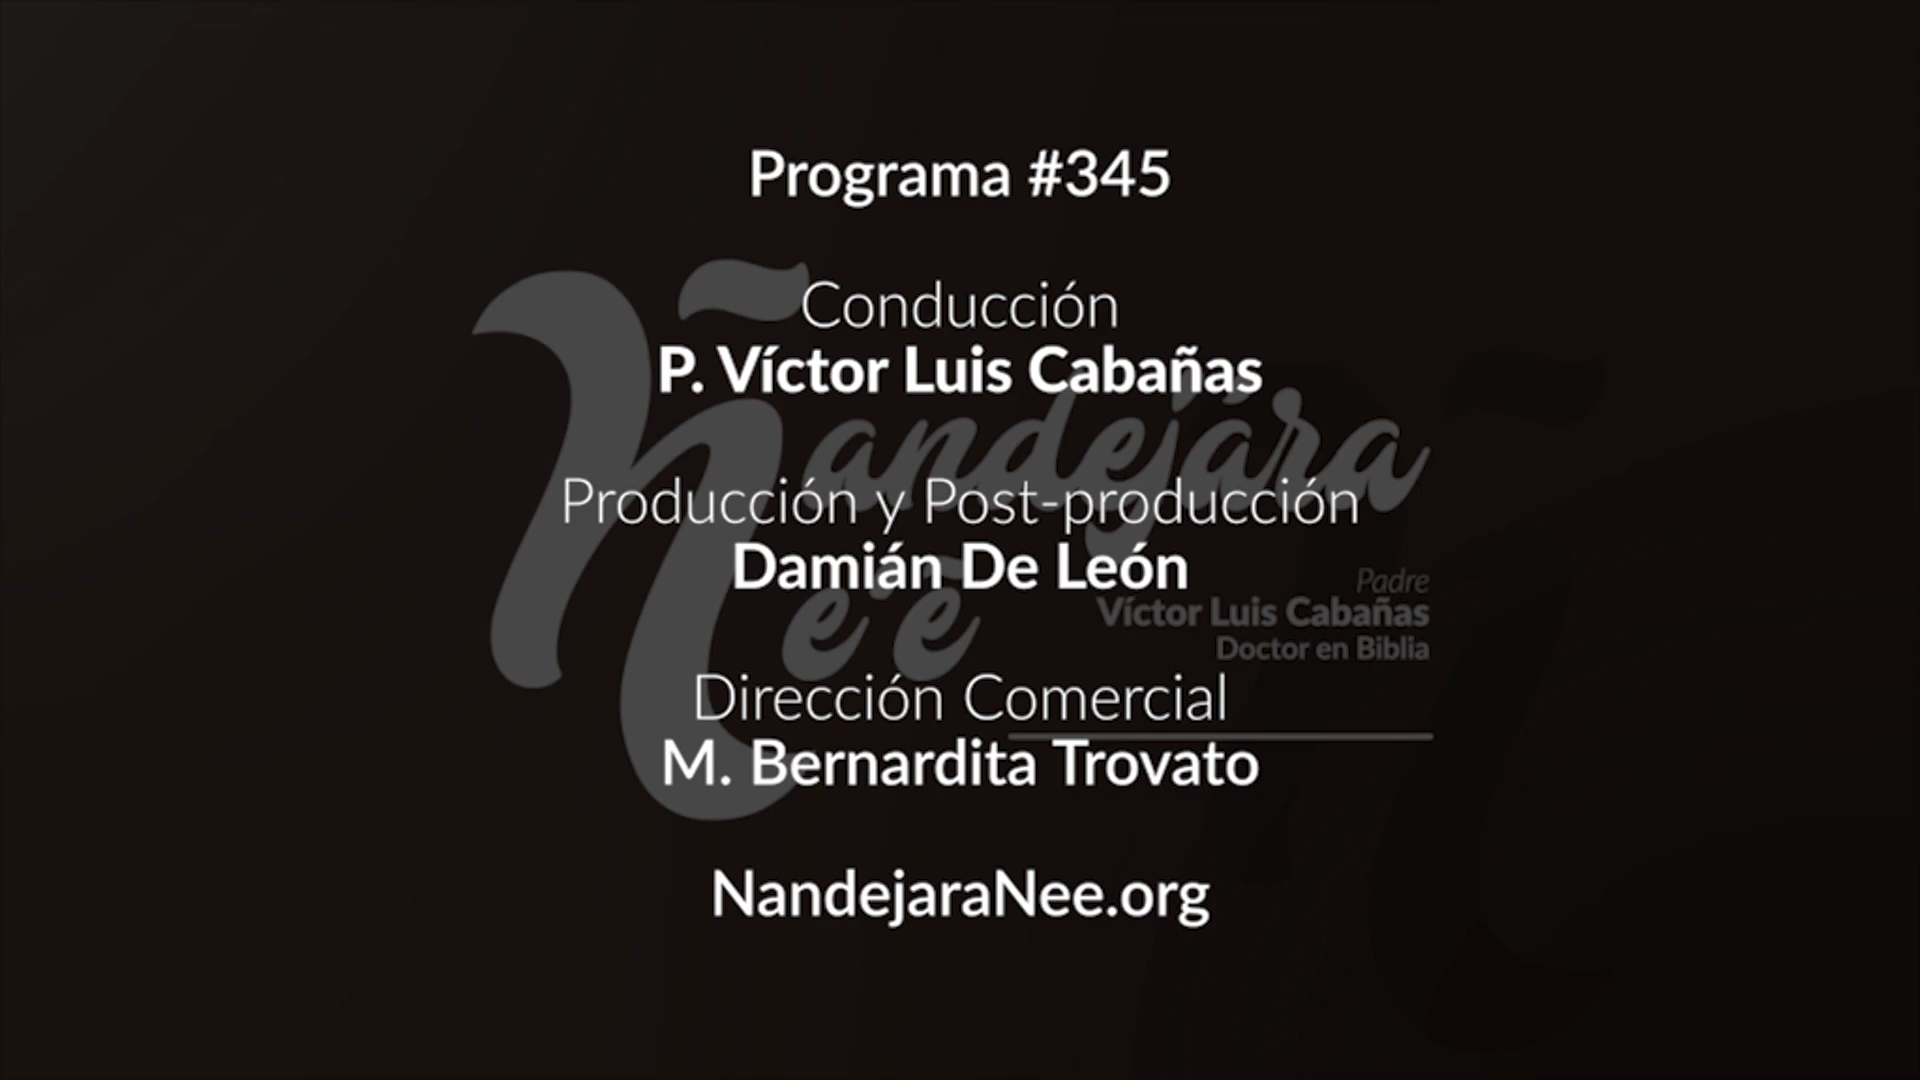 Programa #345
Conducción
P. Víctor Luis Cabañas
Ñandejára
Producción y Post-producción
Damián De León
Ñe'ẽ
Padre
Víctor Luis Cabañas
Doctor en Biblia
Dirección Comercial
M. Bernardita Trovato
NandejaraNee.org